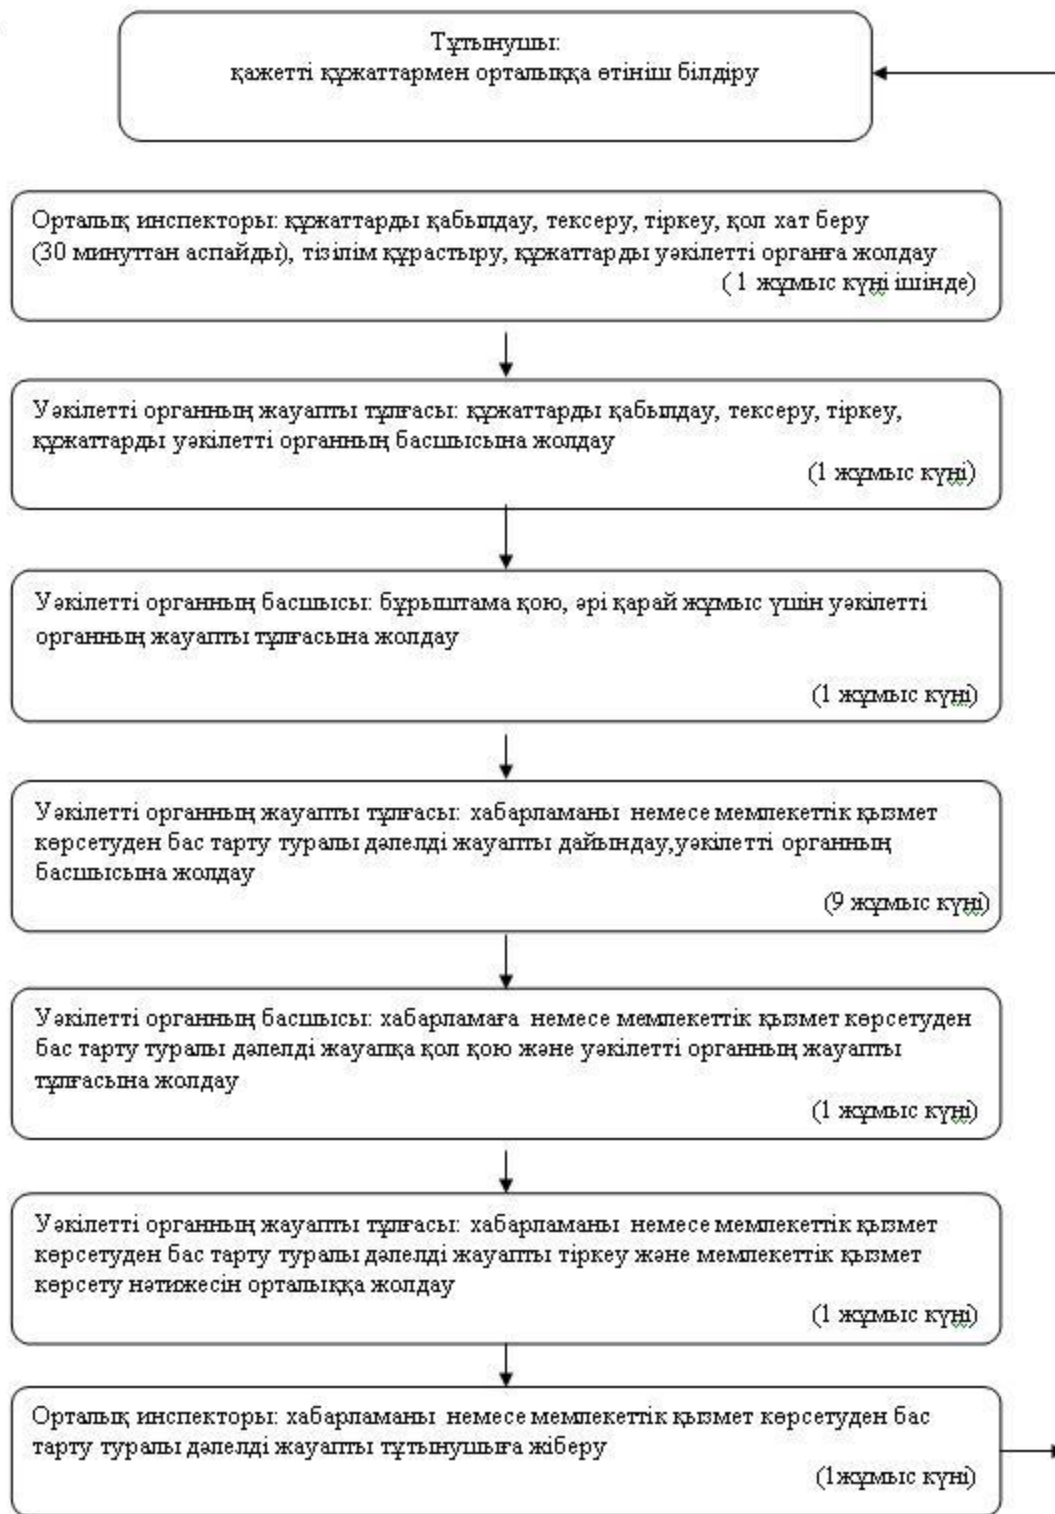 Тұтынушы:
қажетті құжаттармен орталыққа өтініш білдіру
Орталық инспекторы: құжаттарды қабылдау, тексеру, тіркеу, қол хат беру
(30 минуттан аспайды), тізілім құрастыру, құжаттарды уәкілетті органға жолдау
( 1 жұмыс күні ішінде)
Уәкілетті органның жауапты тұлғасы: құжаттарды қабылдау, тексеру, тіркеу,
құжаттарды уәкілетті органның басшысына жолдау
(1 жұмыс күні)
Уәкілетті органның басшысы: бұрыштама қою, әрі қарай жұмыс үшін уәкілетті
органның жауапты тұлғасына жолдау
(1 жұмыс күні)
Уәкілетті органның жауапты тұлғасы: хабарламаны немесе мемлекеттік қызмет
көрсетуден бас тарту туралы дәлелді жауапты дайындау,уәкілетті органның
басшысына жолдау
(9 жұмыс күні)
Уәкілетті органның басшысы: хабарламаға немесе мемлекеттік қызмет көрсетуден
бас тарту туралы дәлелді жауапқа қол қою және уәкілетті органның жауапты
тұлғасына жолдау
(1 жұмыс күні)
Уәкілетті органның жауапты тұлғасы: хабарламаны немесе мемлекеттік қызмет
көрсетуден бас тарту туралы дәлелді жауапты тіркеу және мемлекеттік қызмет
көрсету нәтижесін орталыққа жолдау
(1 жұмыс күні)
Орталық инспекторы: хабарламаны немесе мемлекеттік қызмет көрсетуден бас
тарту туралы дәлелді жауапты тұтынушыға жіберу
(1жұмыс күні)